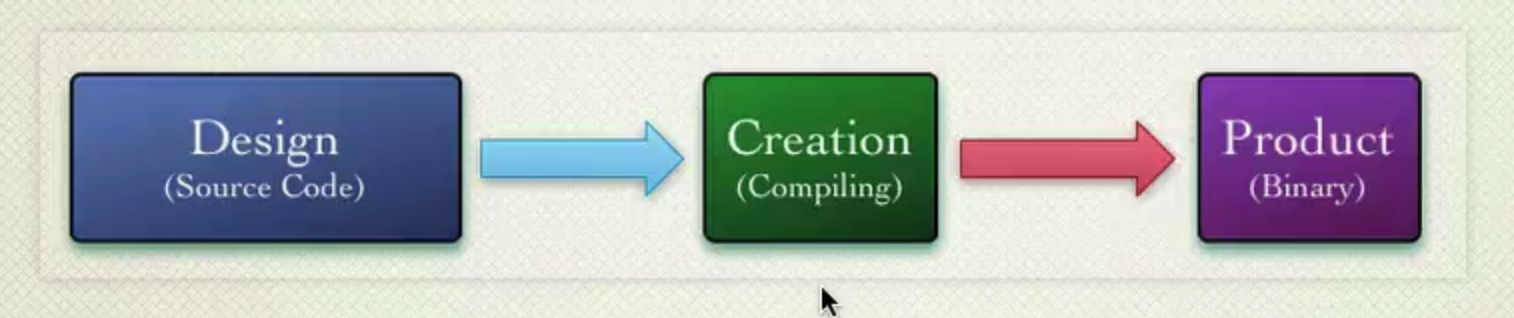 Design
(Source Code)
Creation
(Compiling)
Product
(Binary)